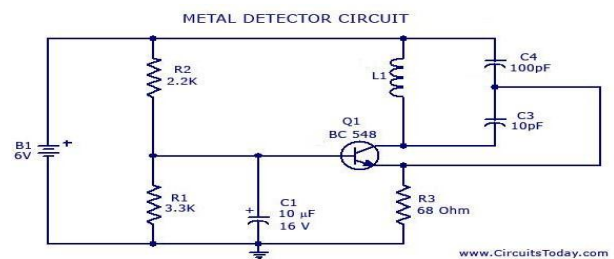 METAL DETECTOR CIRCUIT
R2
2.2K
L1
C4
100pF
Q1
BC 548
C3
10pF
B1
6V
+
R1
3.3K
+
C1
10 µF
16 V
R3
68 Ohm
www.CircuitsToday.com